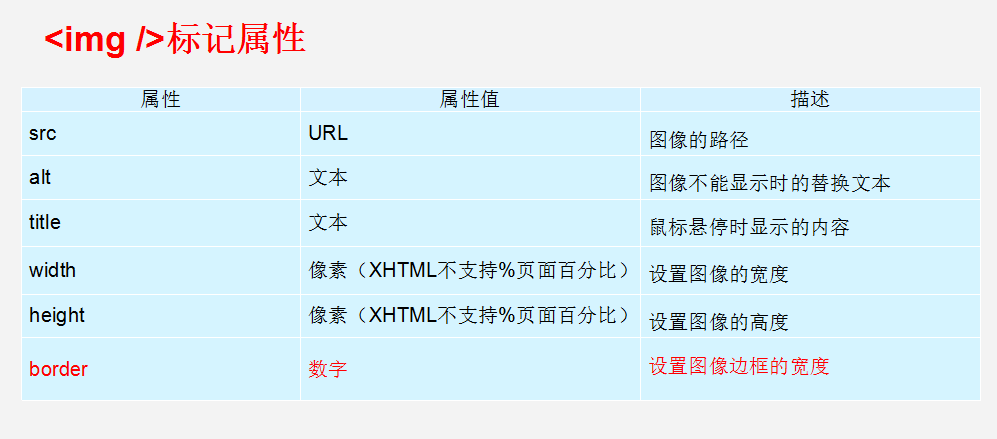 <img />标记属性
属性 属性值 描述
src URL 图像的路径
alt 文本 图像不能显示时的替换文本
title 文本 鼠标悬停时显示的内容
width 像素（XHTML不支持%页面百分比） 设置图像的宽度
height 像素（XHTML不支持%页面百分比） 设置图像的高度
border 数字 设置图像边框的宽度